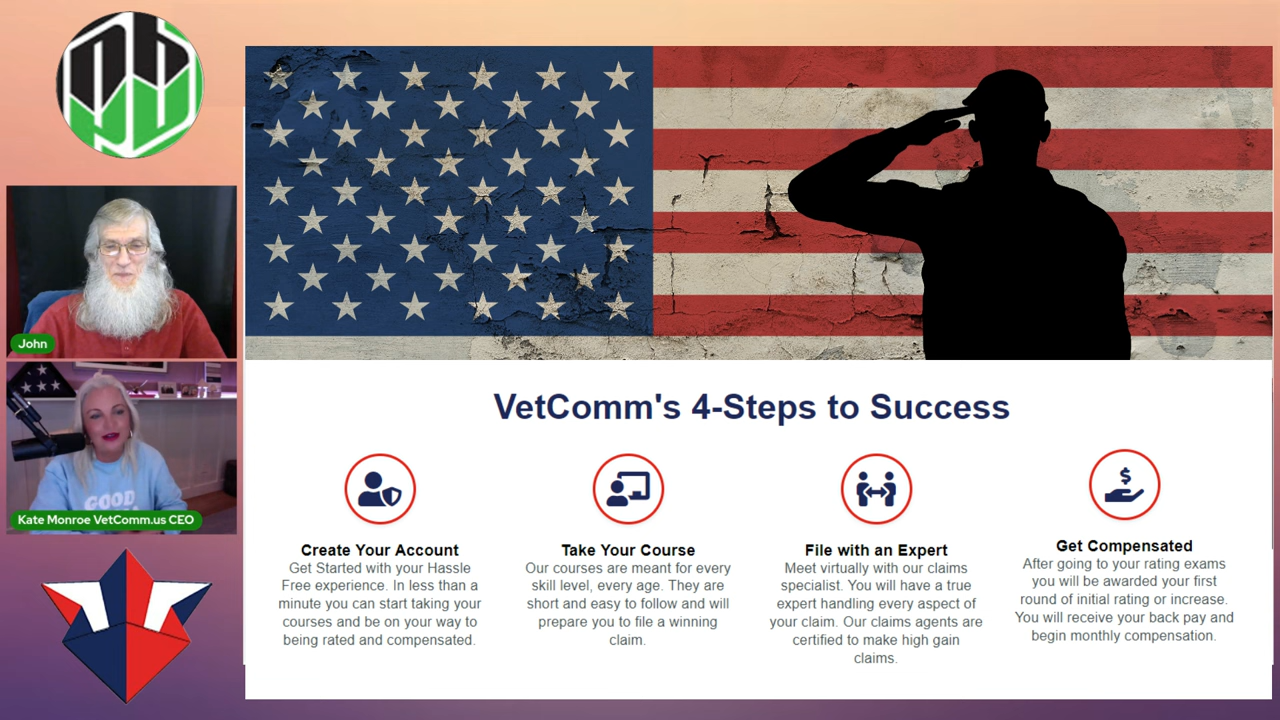 John
GOOD
Kate Monroe VetComm.us CEO
VetComm's 4-Steps to Success
Create Your Account
Get Started with your Hassle
Free experience. In less than a
minute you can start taking your
courses and be on your way to
being rated and compensated.
Take Your Course
Our courses are meant for every
skill level, every age. They are
short and easy to follow and will
prepare you to file a winning
claim.
File with an Expert
Meet virtually with our claims
specialist. You will have a true
expert handling every aspect of
your claim. Our claims agents are
certified to make high gain
claims.
$
Get Compensated
After going to your rating exams
you will be awarded your first
round of initial rating or increase.
You will receive your back pay and
begin monthly compensation.